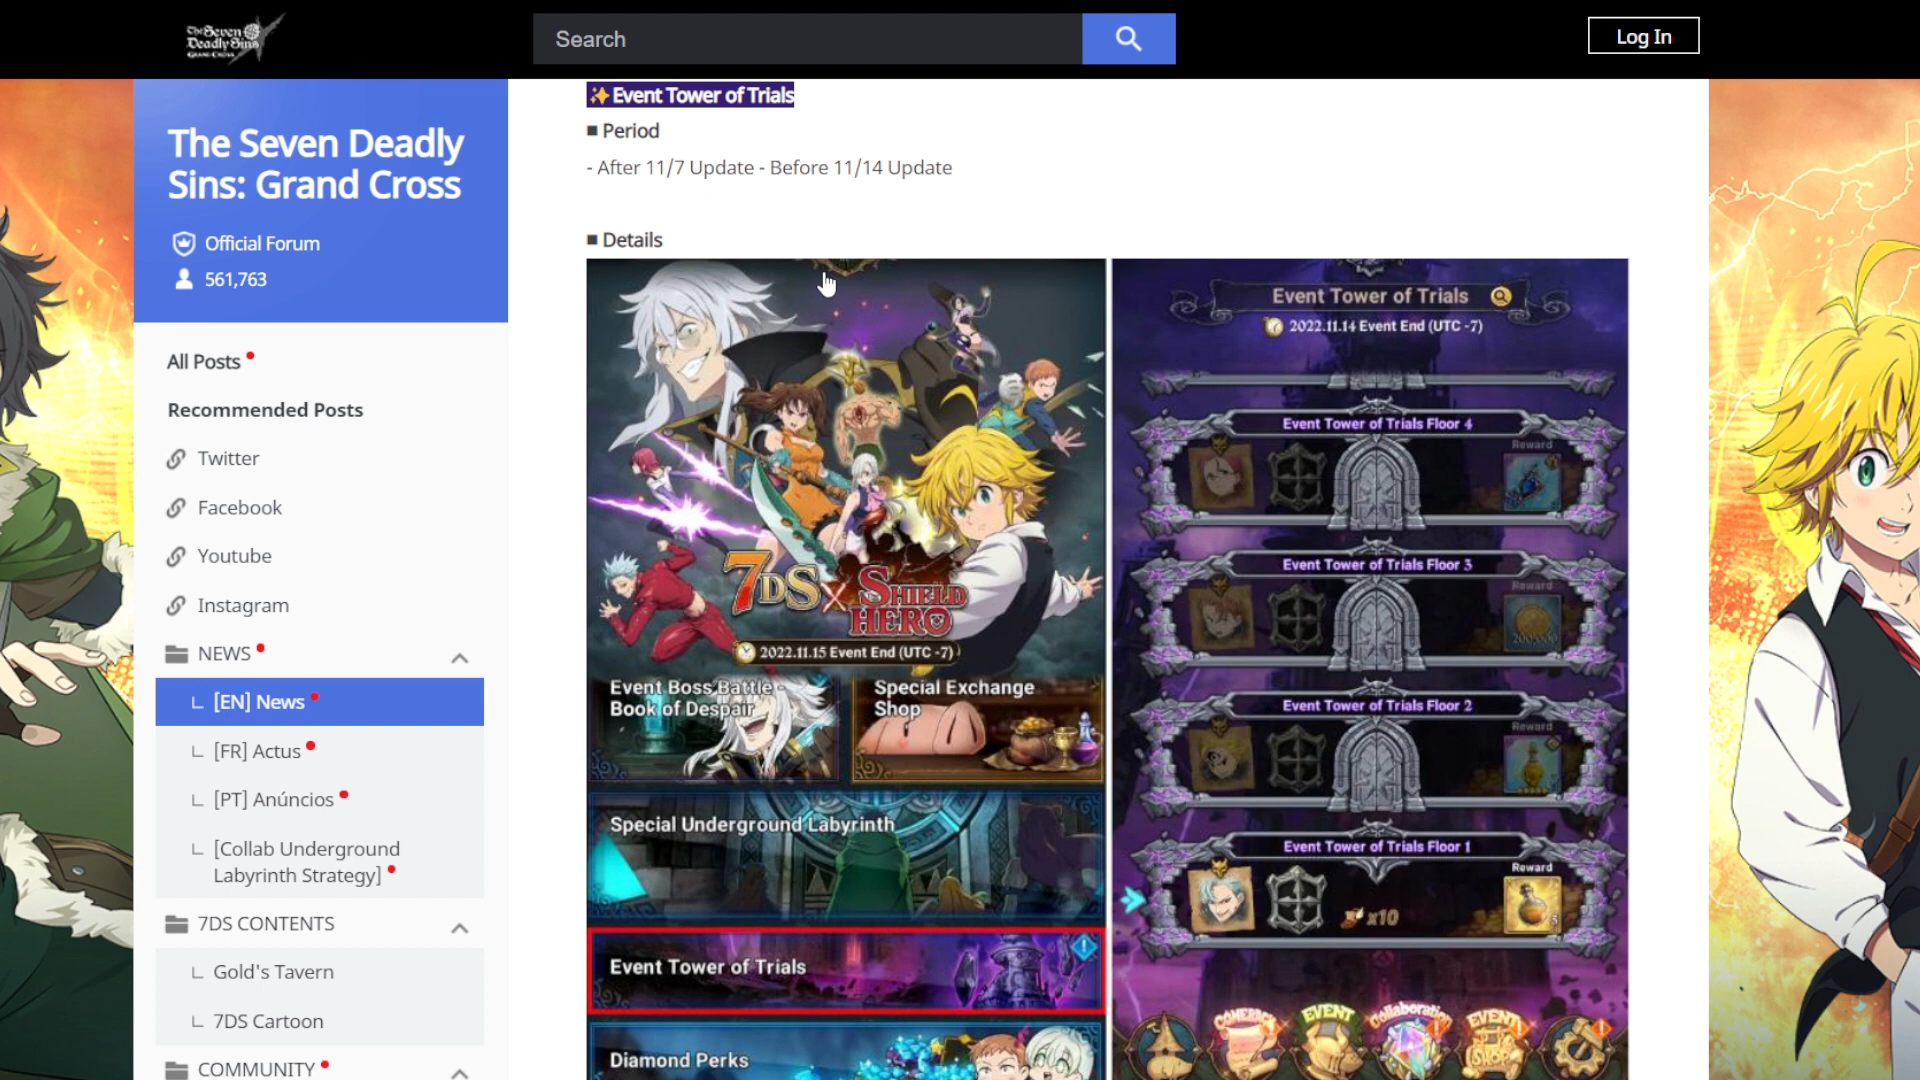 The Seven
Deadly Sins
GRAND CROSS
Search
Log In
The Seven Deadly
Sins: Grand Cross
Official Forum
561,763
All Posts
Recommended Posts
Twitter
Facebook
Youtube
Instagram
NEWS
[EN] News
[FR] Actus
[PT] Anúncios
[Collab Underground
Labyrinth Strategy]
7DS CONTENTS
Gold's Tavern
7DS Cartoon
COMMUNITY
✨Event Tower of Trials
■ Period
- After 11/7 Update - Before 11/14 Update
■ Details
7DS x SHIELD
HERO
2022.11.15 Event End (UTC -7)
Event Boss Battle -
Book of Despair
Special Exchange
Shop
Special Underground Labyrinth
Event Tower of Trials
Diamond Perks
Event Tower of Trials
2022.11.14 Event End (UTC -7)
Event Tower of Trials Floor 4
Reward
Event Tower of Trials Floor 3
Reward
200,000
Event Tower of Trials Floor 2
Reward
Event Tower of Trials Floor 1
Reward
x10
5
COMEBACK
EVENT
Collaboration
EVENT
SHOP